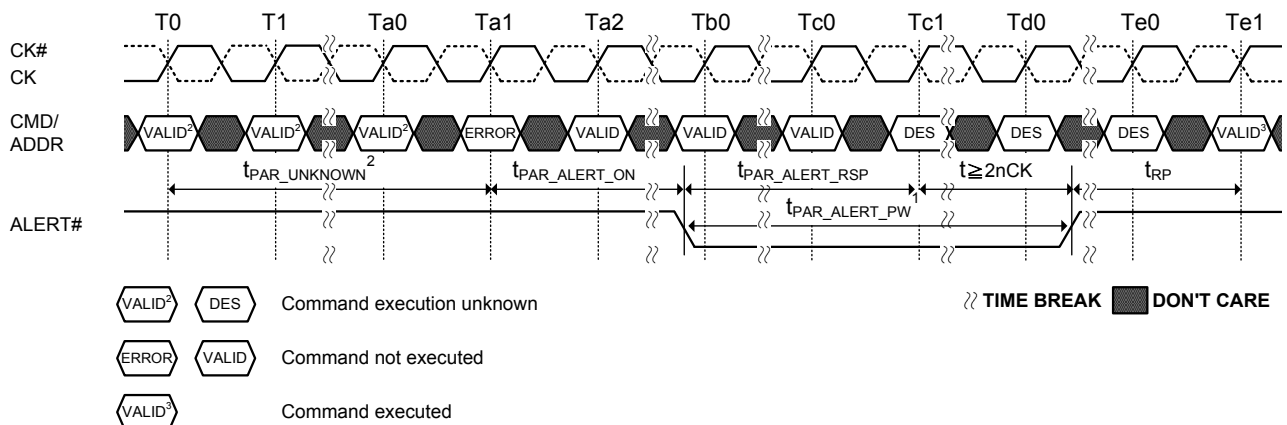 T0 T1 Ta0 Ta1 Ta2 Tb0 Tc0 Tc1 Td0 Te0 Te1
CK#
CK
CMD/
ADDR
VALID² VALID² VALID² ERROR VALID VALID VALID DES DES DES VALID³
tPAR_UNKNOWN² tPAR_ALERT_ON tPAR_ALERT_RSP t≧2nCK tRP
tPAR_ALERT_PW¹
ALERT#
VALID² DES Command execution unknown
TIME BREAK DON'T CARE
ERROR VALID Command not executed
VALID³ Command executed